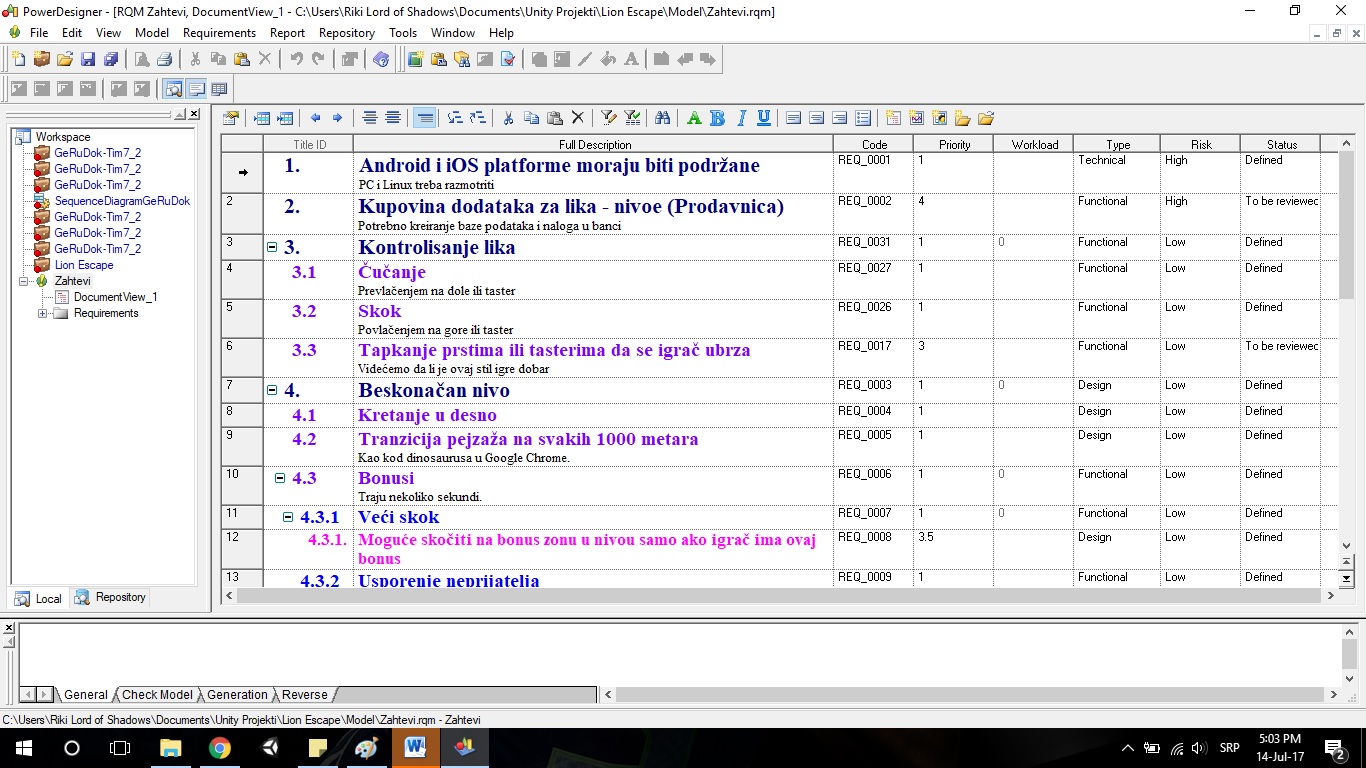 PowerDesigner - [RQM Zahtevi, DocumentView_1 - C:\Users\Riki Lord of Shadows\Documents\Unity Projekti\Lion Escape\Model\Zahtevi.rqm]
File Edit View Model Requirements Report Repository Tools Window Help
Workspace
GeRuDok-Tim7_2
GeRuDok-Tim7_2
GeRuDok-Tim7_2
SequenceDiagramGeRuDok
GeRuDok-Tim7_2
GeRuDok-Tim7_2
GeRuDok-Tim7_2
Lion Escape
Zahtevi
DocumentView_1
Requirements
Local Repository
Title ID Full Description Code Priority Workload Type Risk Status
1. Android i iOS platforme moraju biti podržane REQ_0001 1 Technical High Defined
PC i Linux treba razmotriti
2 2. Kupovina dodataka za lika - nivoe (Prodavnica) REQ_0002 4 Functional High To be reviewed
Potrebno kreiranje baze podataka i naloga u banci
3 3. Kontrolisanje lika REQ_0031 1 0 Functional Low Defined
4 3.1 Čučanje REQ_0027 1 Functional Low Defined
Prevlačenjem na dole ili taster
5 3.2 Skok REQ_0026 1 Functional Low Defined
Povlačenjem na gore ili taster
6 3.3 Tapkanje prstima ili tasterima da se igrač ubrza REQ_0017 3 Functional Low To be reviewed
Videćemo da li je ovaj stil igre dobar
7 4. Beskonačan nivo REQ_0003 1 0 Design Low Defined
8 4.1 Kretanje u desno REQ_0004 1 Design Low Defined
9 4.2 Tranzicija pejzaža na svakih 1000 metara REQ_0005 1 Design Low Defined
Kao kod dinosaurusa u Google Chrome.
10 4.3 Bonusi REQ_0006 1 0 Functional Low Defined
Traju nekoliko sekundi.
11 4.3.1 Veći skok REQ_0007 1 0 Functional Low Defined
12 4.3.1. Moguće skočiti na bonus zonu u nivou samo ako igrač ima ovaj REQ_0008 3.5 Design Low Defined
bonus
13 4.3.2 Usporenje neprijatelja REQ_0009 1 Functional Low Defined
General Check Model Generation Reverse
C:\Users\Riki Lord of Shadows\Documents\Unity Projekti\Lion Escape\Model\Zahtevi.rqm - Zahtevi
SRP
5:03 PM
14-Jul-17
2